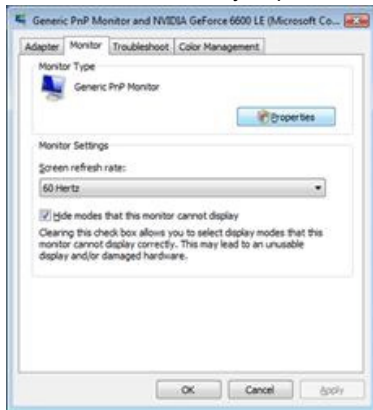 Generic PnP Monitor and NVIDIA GeForce 6600 LE (Microsoft Co...
Adapter Monitor Troubleshoot Color Management
Monitor Type
Generic PnP Monitor
Properties
Monitor Settings
Screen refresh rate:
60 Hertz
Hide modes that this monitor cannot display
Clearing this check box allows you to select display modes that this
monitor cannot display correctly. This may lead to an unusable
display and/or damaged hardware.
OK Cancel Apply